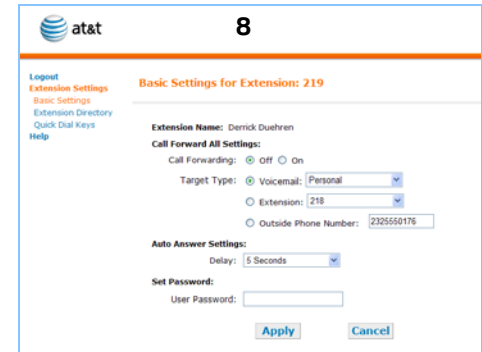 at&t
8
Logout
Extension Settings
Basic Settings
Extension Directory
Quick Dial Keys
Help
Basic Settings for Extension: 219
Extension Name: Derrick Duehren
Call Forward All Settings:
Call Forwarding: Off On
Target Type: Voicemail: Personal
Extension: 218
Outside Phone Number: 2325550176
Auto Answer Settings:
Delay: 5 Seconds
Set Password:
User Password:
Apply Cancel